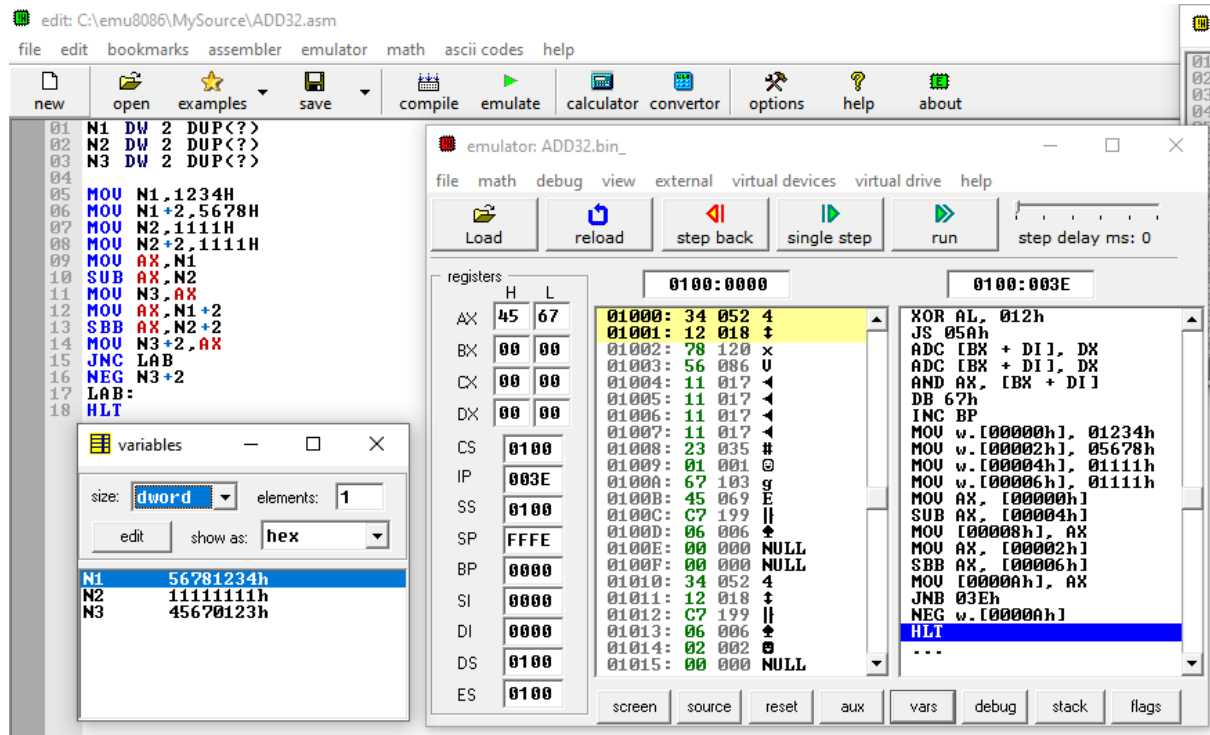 edit: C:\emu8086\MySource\ADD32.asm
file edit bookmarks assembler emulator math ascii codes help
new open examples save compile emulate calculator convertor options help about
01 N1 DW 2 DUP(?)
02 N2 DW 2 DUP(?)
03 N3 DW 2 DUP(?)
04
05 MOV N1,1234H
06 MOV N1+2,5678H
07 MOV N2,1111H
08 MOV N2+2,1111H
09 MOV AX,N1
10 SUB AX,N2
11 MOV N3,AX
12 MOV AX,N1+2
13 SBB AX,N2+2
14 MOV N3+2,AX
15 JNC LAB
16 NEG N3+2
17 LAB:
18 HLT
variables
size: dword elements: 1
edit show as: hex
N1 56781234h
N2 11111111h
N3 45670123h
emulator: ADD32.bin_
file math debug view external virtual devices virtual drive help
Load reload step back single step run step delay ms: 0
registers
H L
AX 45 67
BX 00 00
CX 00 00
DX 00 00
CS 0100
IP 003E
SS 0100
SP FFFE
BP 0000
SI 0000
DI 0000
DS 0100
ES 0100
0100:0000
01000: 34 052 4
01001: 12 018 ↕
01002: 78 120 x
01003: 56 086 V
01004: 11 017 ◄
01005: 11 017 ◄
01006: 11 017 ◄
01007: 11 017 ◄
01008: 23 035 #
01009: 01 001 ☺
0100A: 67 103 g
0100B: 45 069 E
0100C: C7 199 ╟
0100D: 06 006 ♠
0100E: 00 000 NULL
0100F: 00 000 NULL
01010: 34 052 4
01011: 12 018 ↕
01012: C7 199 ╟
01013: 06 006 ♠
01014: 02 002 ☻
01015: 00 000 NULL
0100:003E
XOR AL, 012h
JS 05Ah
ADC [BX + DI], DX
ADC [BX + DI], DX
AND AX, [BX + DI]
DB 67h
INC BP
MOV w.[00000h], 01234h
MOV w.[00002h], 05678h
MOV w.[00004h], 01111h
MOV w.[00006h], 01111h
MOV AX, [00000h]
SUB AX, [00004h]
MOV [00008h], AX
MOV AX, [00002h]
SBB AX, [00006h]
MOV [0000Ah], AX
JNB 03Eh
NEG w.[0000Ah]
HLT
...
screen source reset aux vars debug stack flags
01
02
03
04